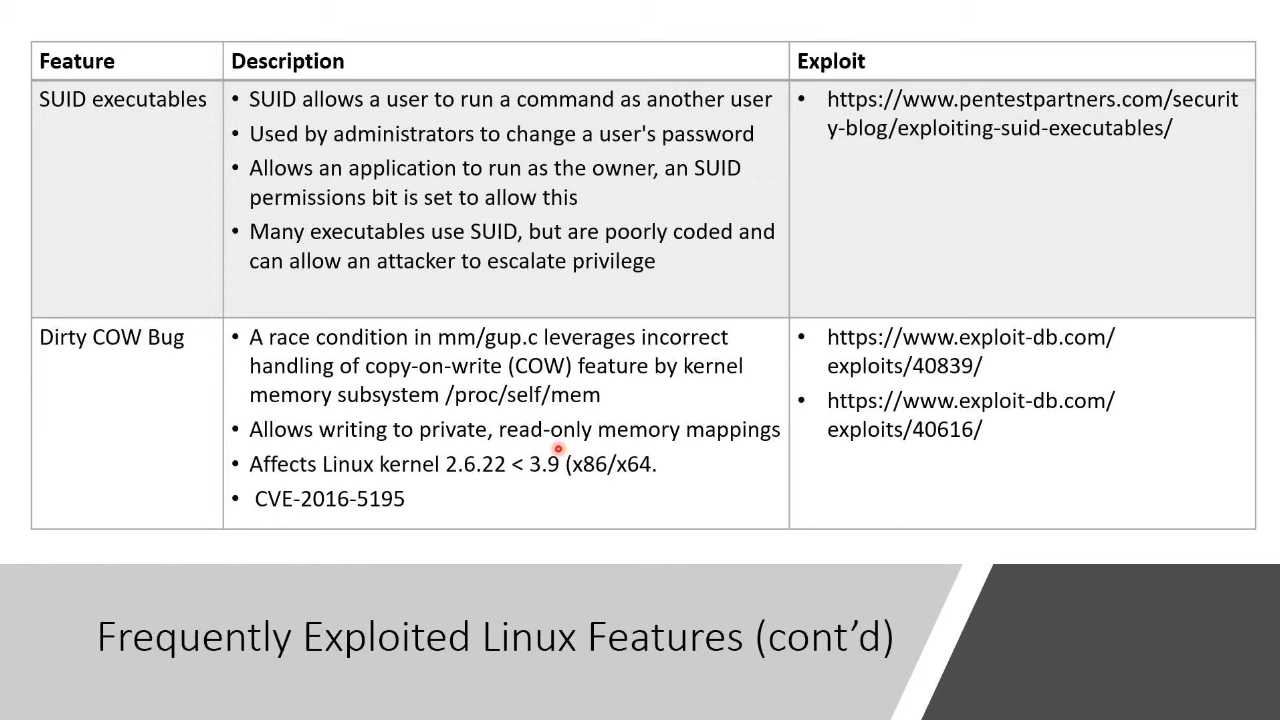 Feature Description Exploit
SUID executables
• SUID allows a user to run a command as another user
• Used by administrators to change a user's password
• Allows an application to run as the owner, an SUID
permissions bit is set to allow this
• Many executables use SUID, but are poorly coded and
can allow an attacker to escalate privilege
• https://www.pentestpartners.com/securit
y-blog/exploiting-suid-executables/
Dirty COW Bug
• A race condition in mm/gup.c leverages incorrect
handling of copy-on-write (COW) feature by kernel
memory subsystem /proc/self/mem
• Allows writing to private, read-only memory mappings
• Affects Linux kernel 2.6.22 < 3.9 (x86/x64.
• CVE-2016-5195
• https://www.exploit-db.com/
exploits/40839/
• https://www.exploit-db.com/
exploits/40616/
Frequently Exploited Linux Features (cont’d)